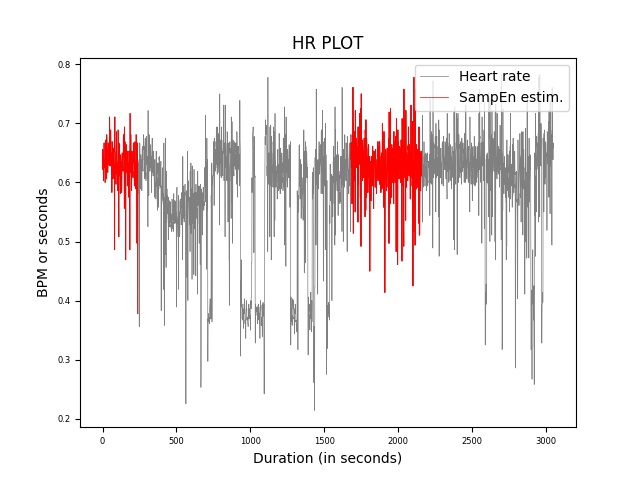 HR PLOT
Heart rate
SampEn estim.
0.8
0.7
0.6
0.5
0.4
0.3
0.2
BPM or seconds
0 500 1000 1500 2000 2500 3000
Duration (in seconds)